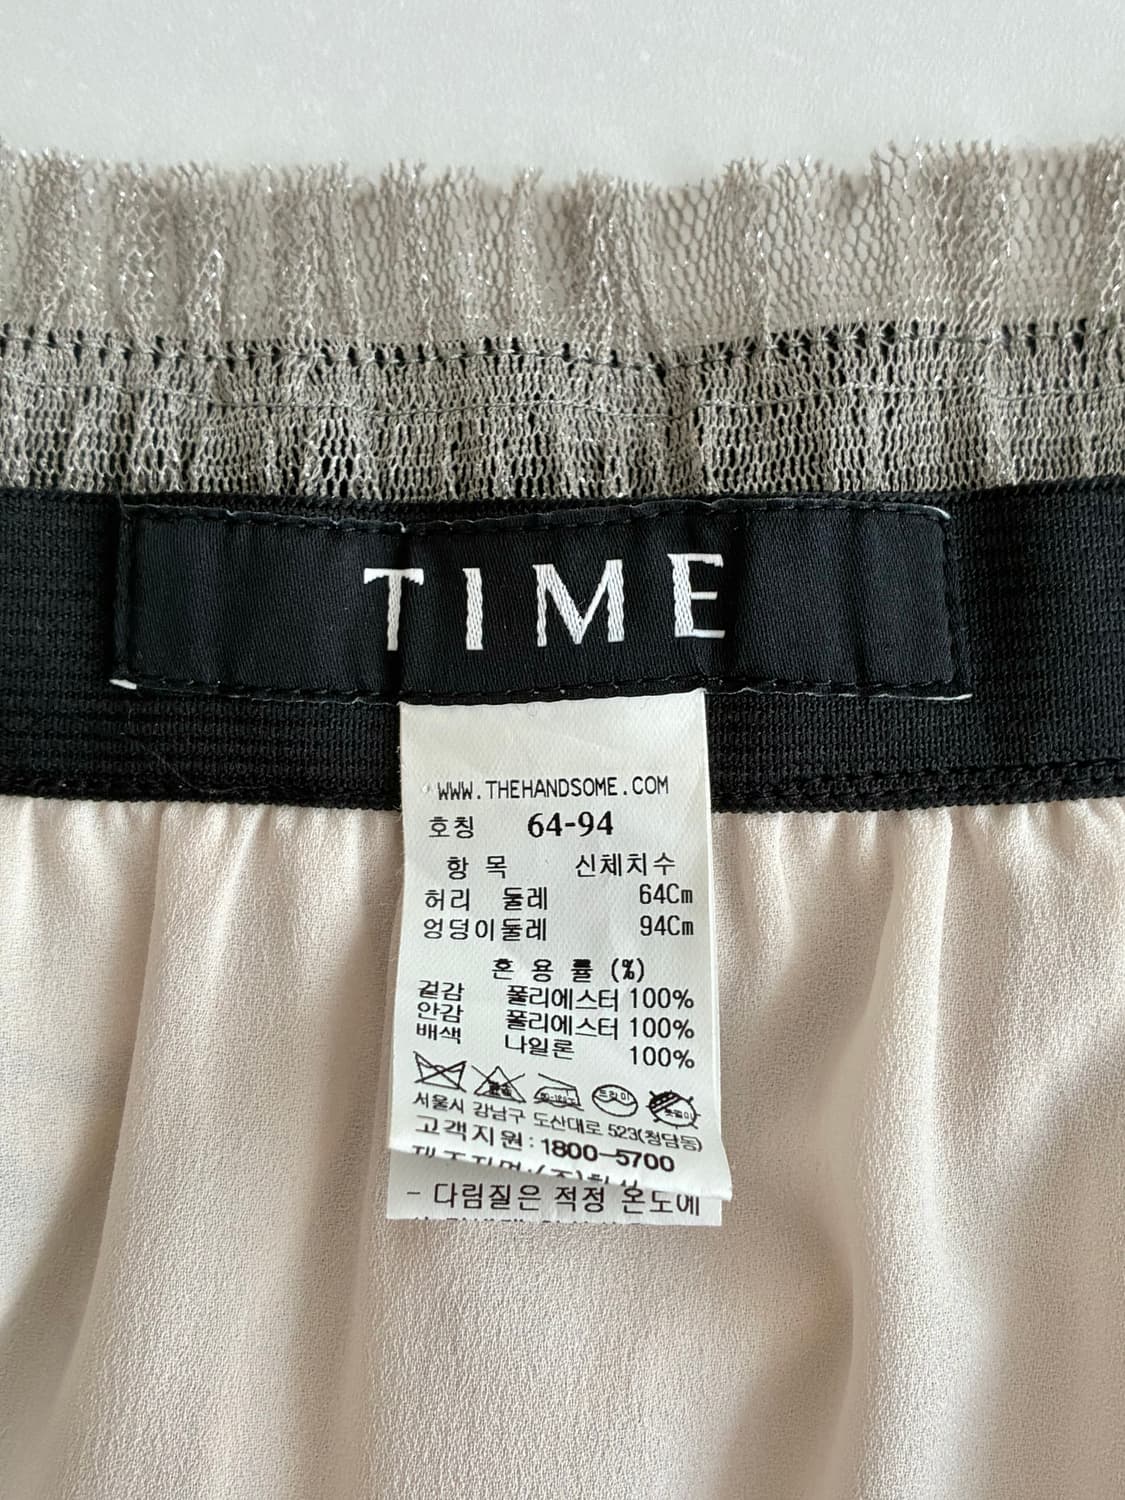 TIME
WWW.THEHANDSOME.COM
호칭 64-94
항 목 신체치수
허리 둘레 64Cm
엉덩이둘레 94Cm
혼 용 률 (%)
겉감 폴리에스터 100%
안감 폴리에스터 100%
배색 나일론 100%
드라이
서울시 강남구 도산대로 523(청담동)
고객지원:1800-5700
- 다림질은 적정 온도에